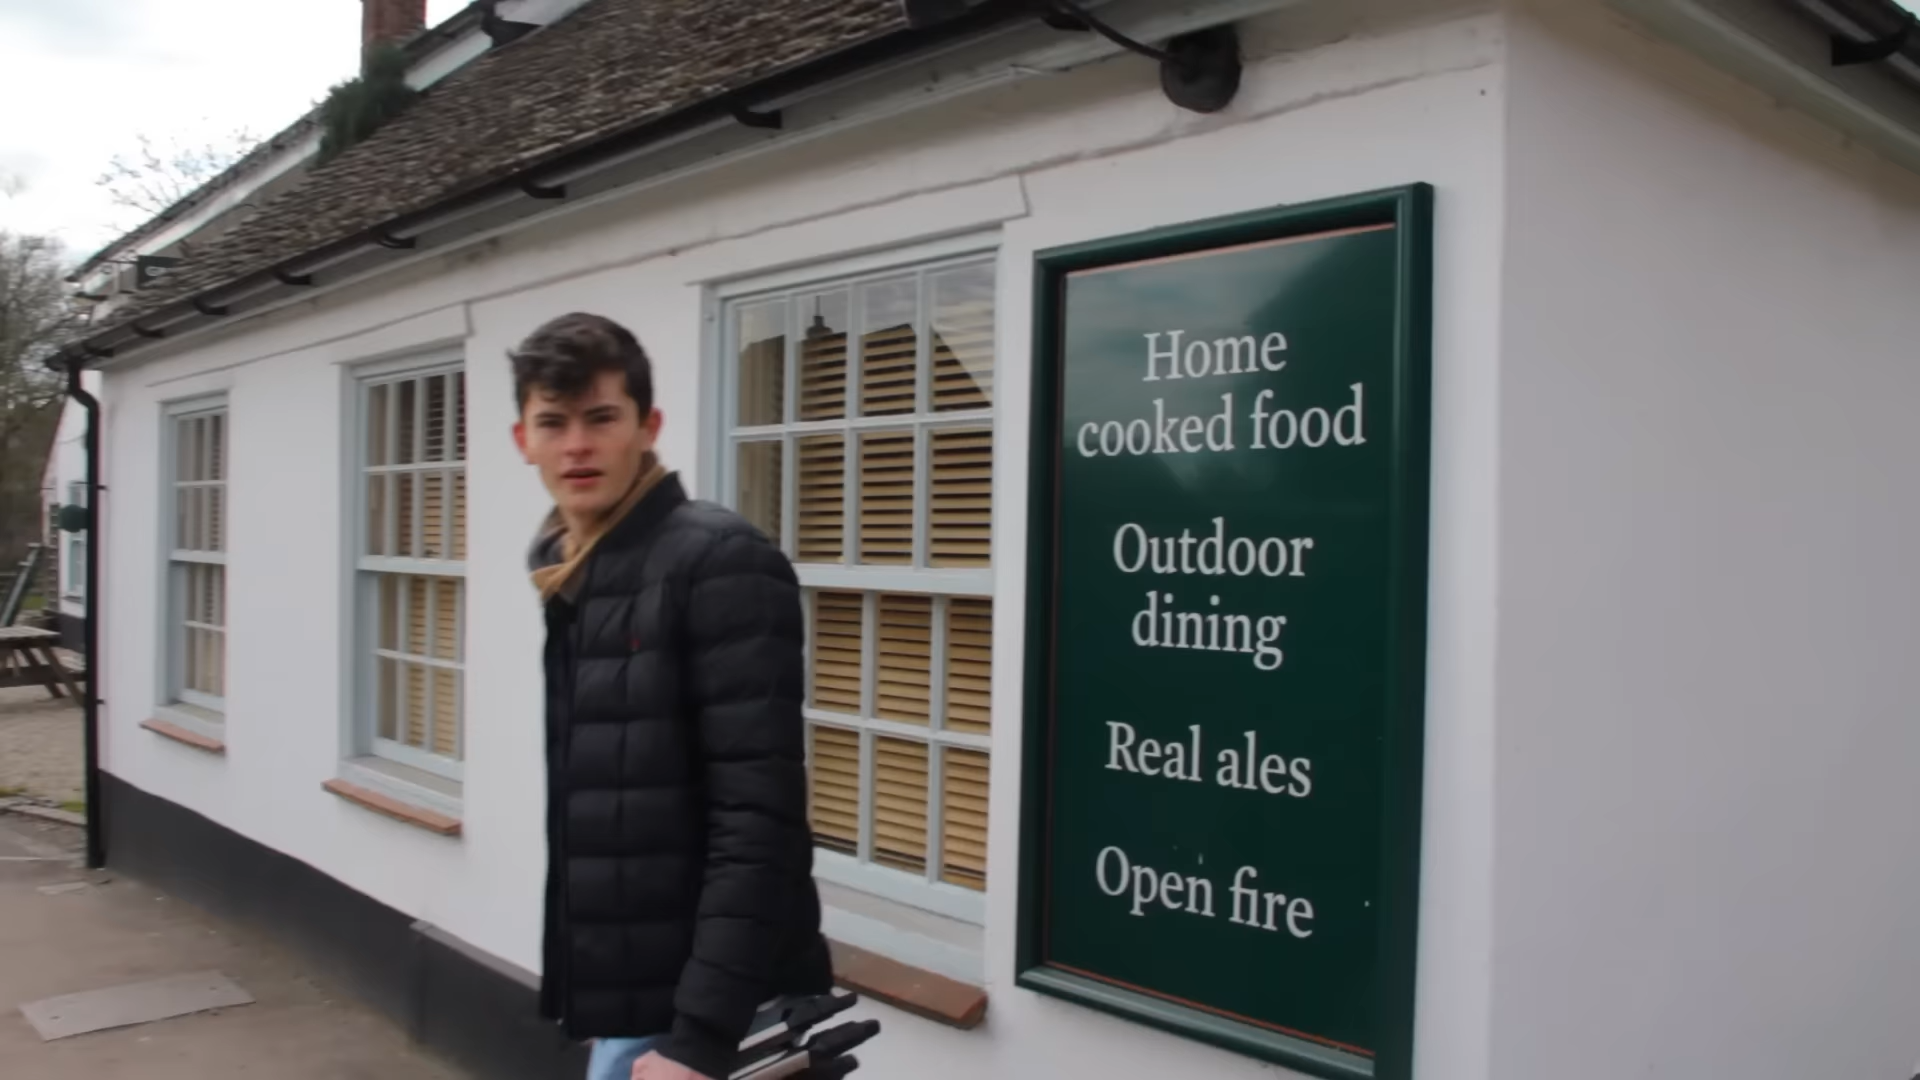 Home
cooked food
Outdoor
dining
Real ales
Open fire